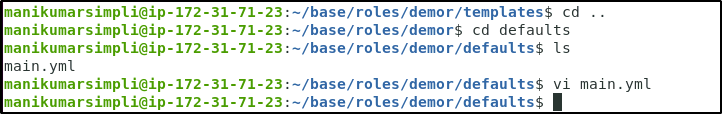 manikumarsimpli@ip-172-31-71-23:~/base/roles/demor/templates$ cd ..
manikumarsimpli@ip-172-31-71-23:~/base/roles/demor$ cd defaults
manikumarsimpli@ip-172-31-71-23:~/base/roles/demor/defaults$ ls
main.yml
manikumarsimpli@ip-172-31-71-23:~/base/roles/demor/defaults$ vi main.yml
manikumarsimpli@ip-172-31-71-23:~/base/roles/demor/defaults$